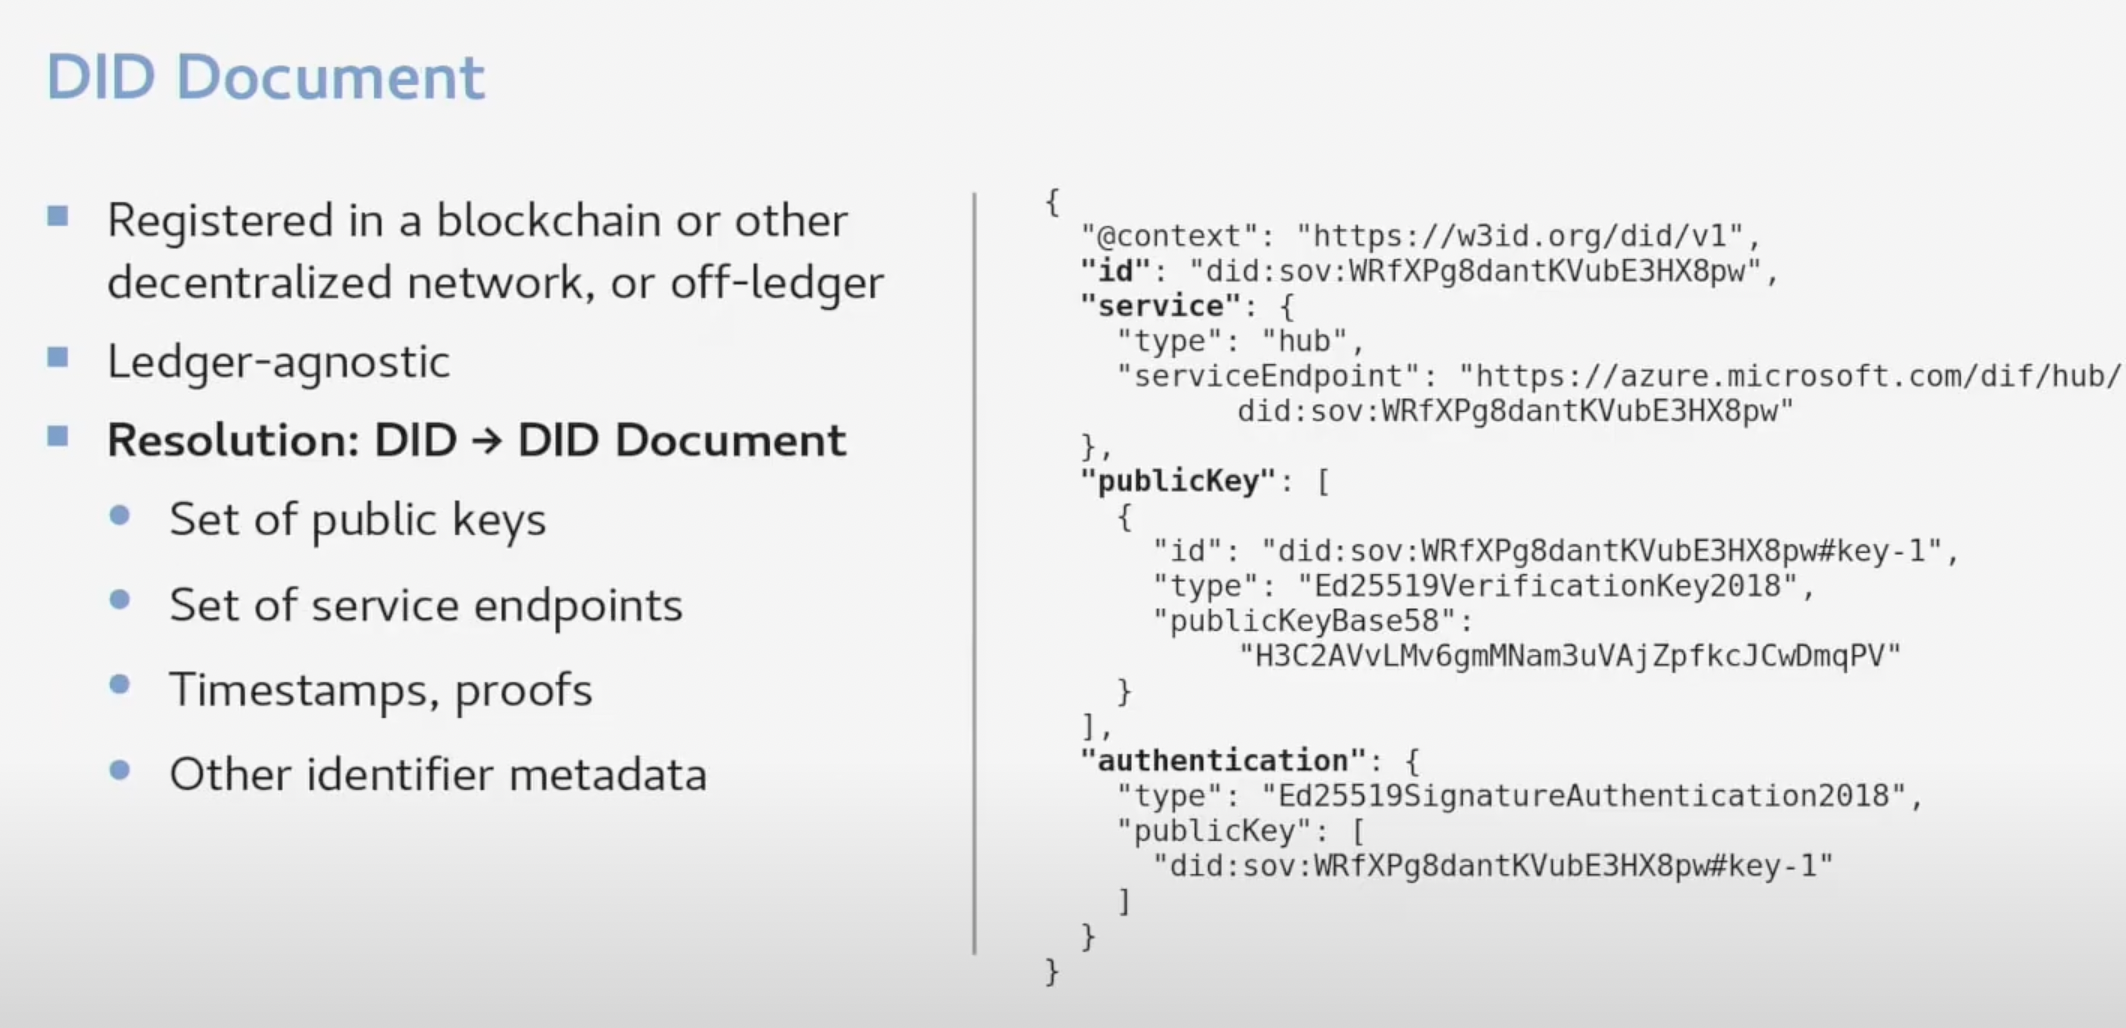 DID Document
Registered in a blockchain or other
decentralized network, or off-ledger
Ledger-agnostic
Resolution: DID → DID Document
Set of public keys
Set of service endpoints
Timestamps, proofs
Other identifier metadata
{
"@context": "https://w3id.org/did/v1",
"id": "did:sov:WRfXPg8dantKVubE3HX8pw",
"service": {
"type": "hub",
"serviceEndpoint": "https://azure.microsoft.com/dif/hub/
did:sov:WRfXPg8dantKVubE3HX8pw"
},
"publicKey": [
{
"id": "did:sov:WRfXPg8dantKVubE3HX8pw#key-1",
"type": "Ed25519VerificationKey2018",
"publicKeyBase58":
"H3C2AVvLMv6gmMNam3uVAjZpfkcJCwDmqPV"
}
],
"authentication": {
"type": "Ed25519SignatureAuthentication2018",
"publicKey": [
"did:sov:WRfXPg8dantKVubE3HX8pw#key-1"
]
}
}